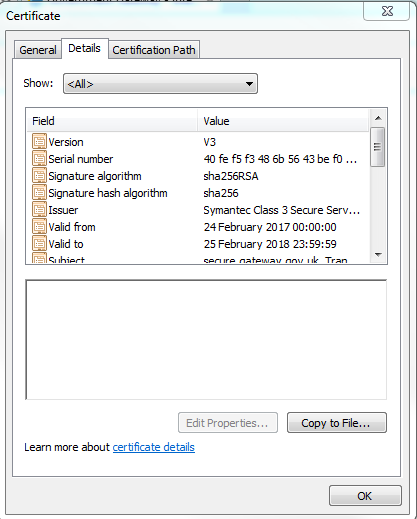 Certificate
General Details Certification Path
Show: <All>
Field Value
Version V3
Serial number 40 fe f5 f3 48 6b 56 43 be f0 ...
Signature algorithm sha256RSA
Signature hash algorithm sha256
Issuer Symantec Class 3 Secure Serv...
Valid from 24 February 2017 00:00:00
Valid to 25 February 2018 23:59:59
Subject secure.gateway.gov.uk, Tran
Edit Properties... Copy to File...
Learn more about certificate details
OK